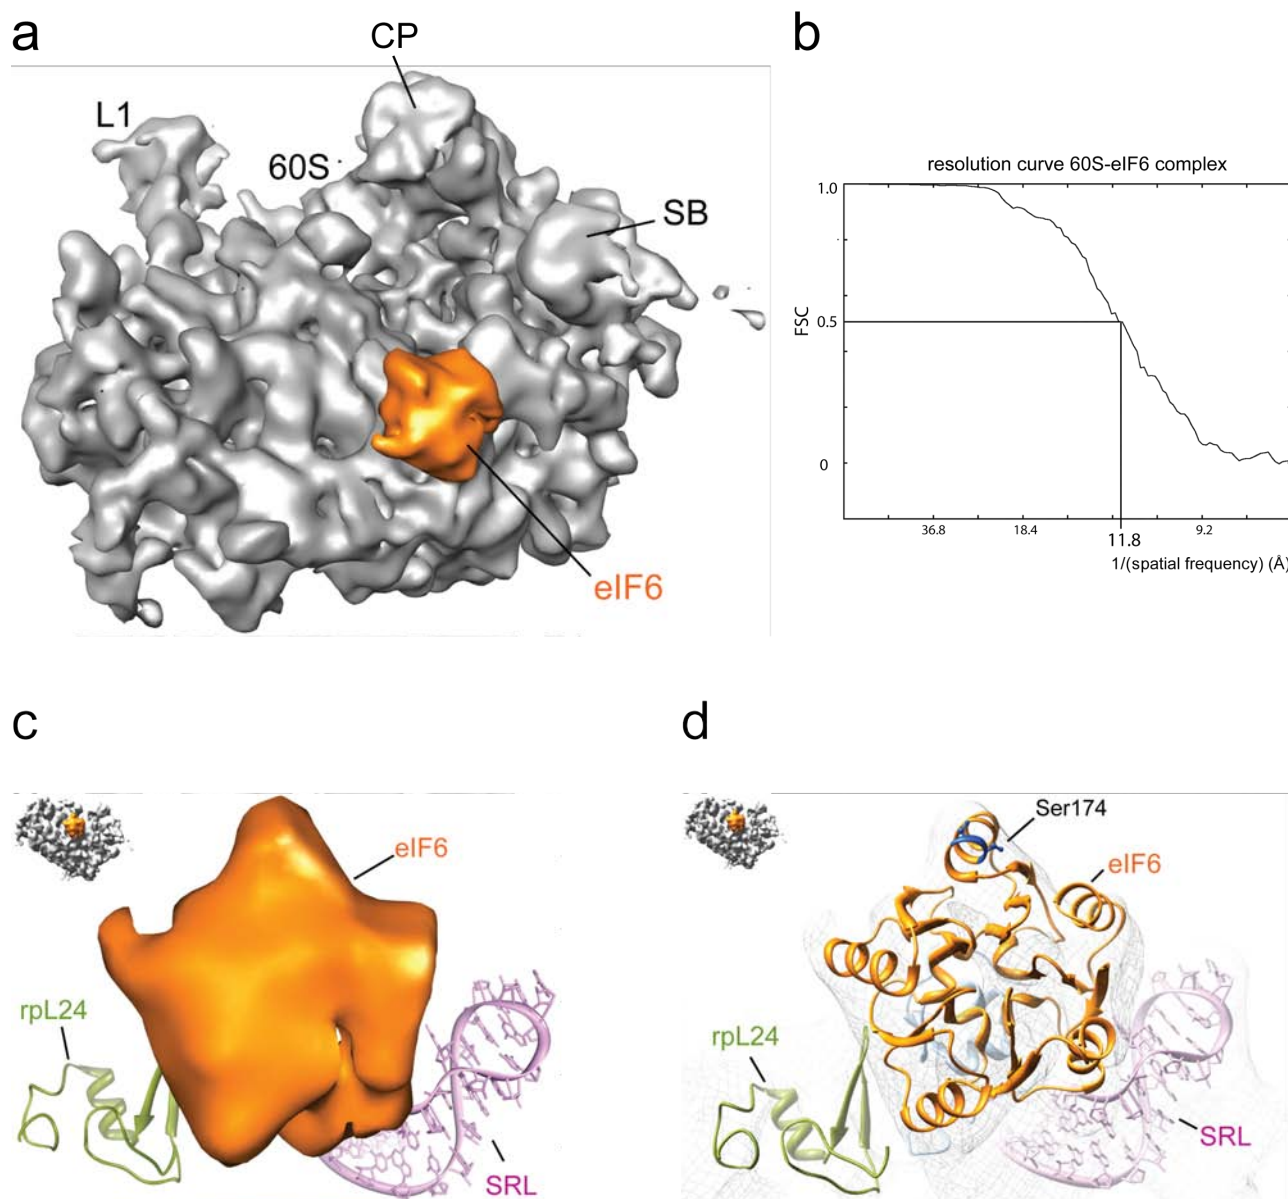 a
CP
L1
60S
SB
eIF6
b
resolution curve 60S-eIF6 complex
1.0
0.5
0
FSC
36.8
18.4
11.8
9.2
1/(spatial frequency) (Å)
c
eIF6
rpL24
SRL
d
Ser174
eIF6
rpL24
SRL